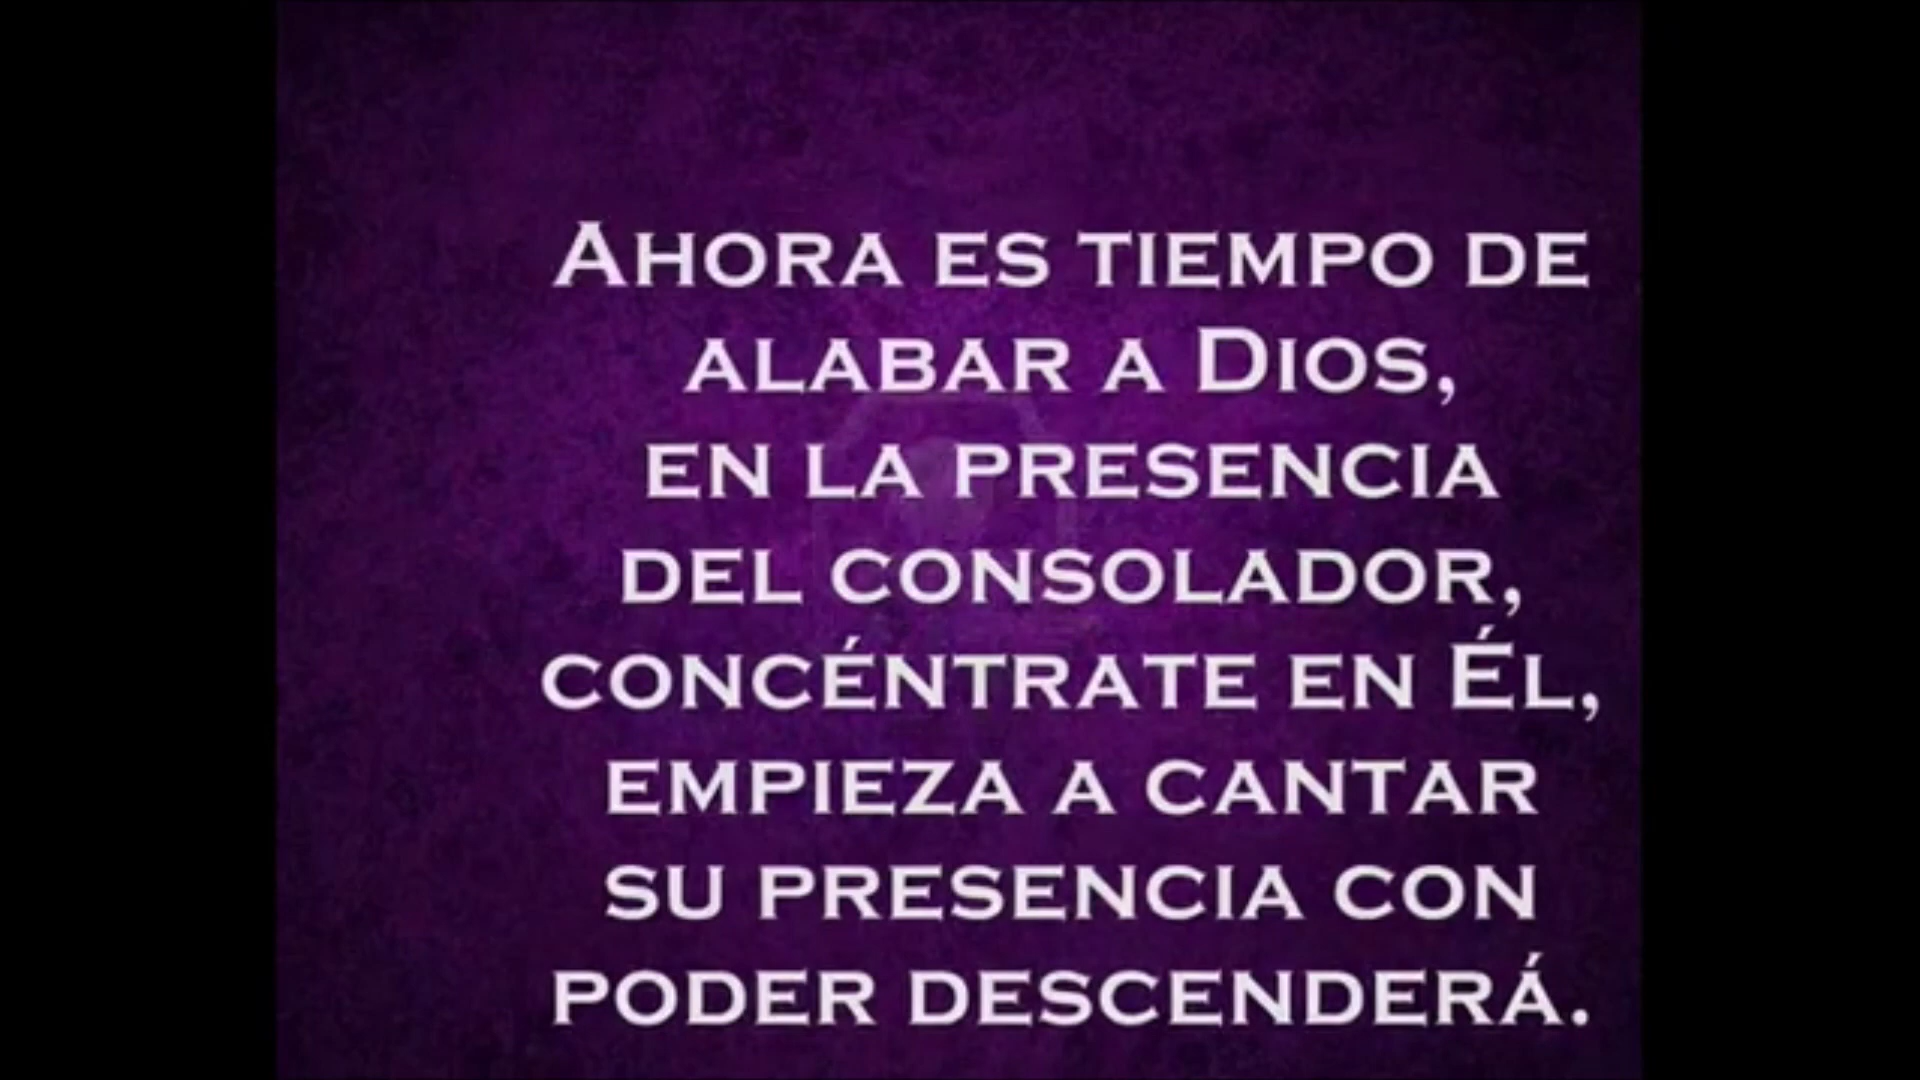 Ahora es tiempo de
alabar a Dios,
en la presencia
del consolador,
concéntrate en Él,
empieza a cantar
su presencia con
poder descenderá.